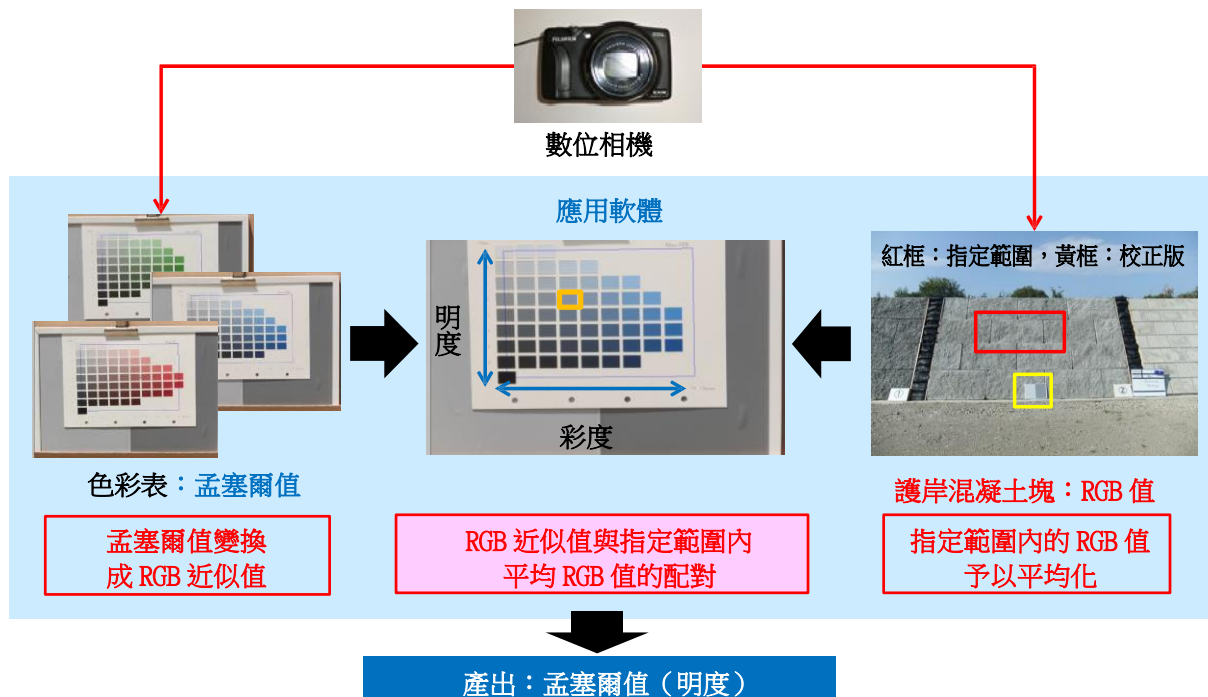 FUJIFILM
數位相機
應用軟體
紅框：指定範圍，黃框：校正版
明度
彩度
①
②
色彩表：孟塞爾值
護岸混凝土塊：RGB 值
孟塞爾值變換
成 RGB 近似值
RGB 近似值與指定範圍內
平均 RGB 值的配對
指定範圍內的 RGB 值
予以平均化
產出：孟塞爾值（明度）